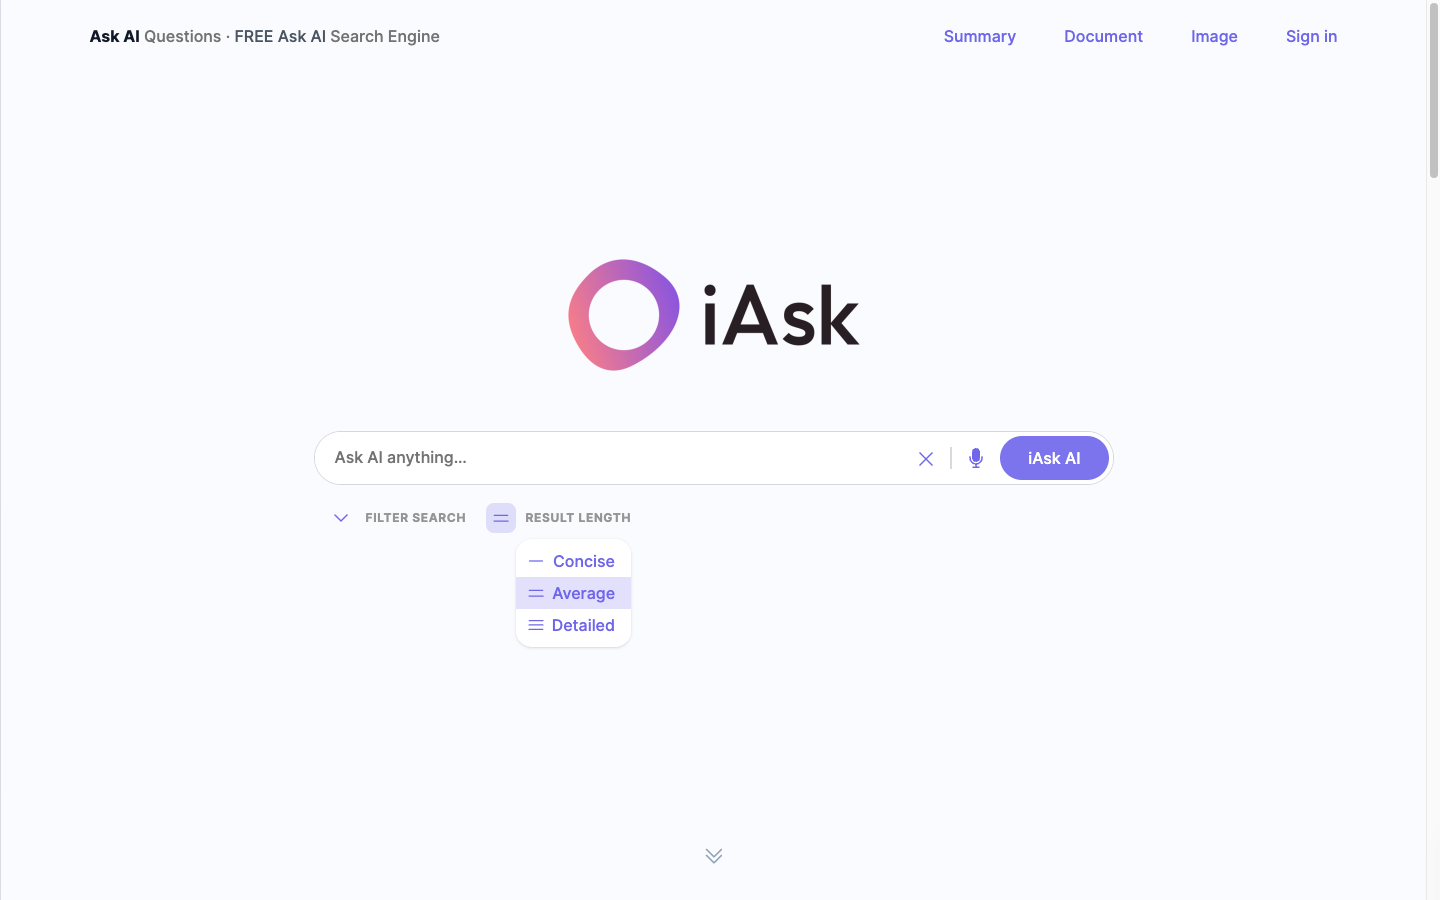 Ask AI Questions · FREE Ask AI Search Engine
Summary
Document
Image
Sign in
iAsk
Ask AI anything...
iAsk AI
FILTER SEARCH
RESULT LENGTH
Concise
Average
Detailed